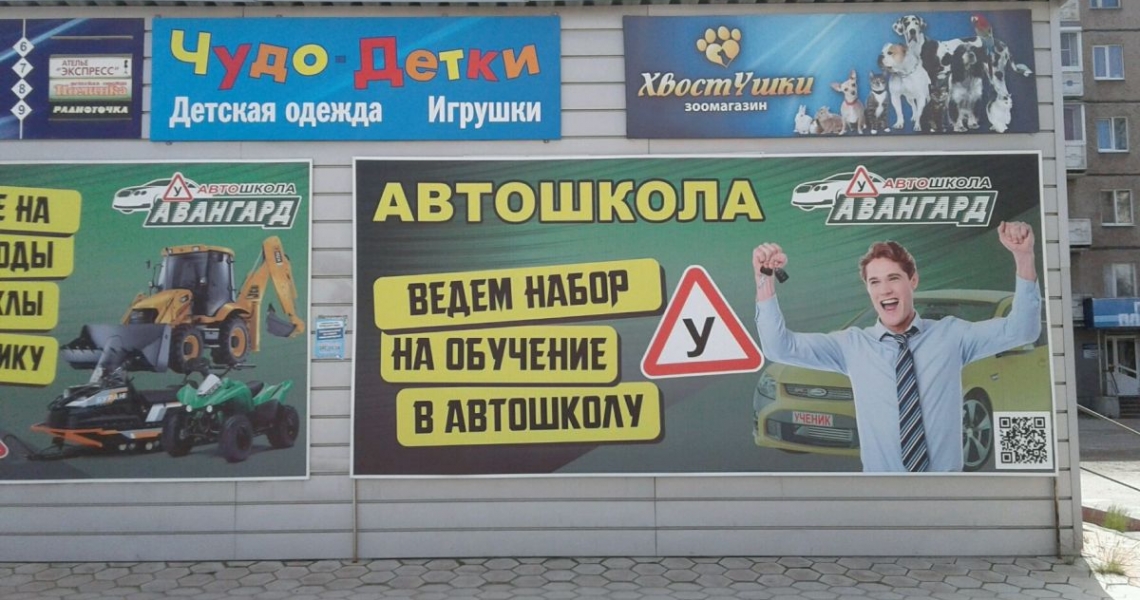 6
7
8
9
АТЕЛЬЕ
"ЭКСПРЕСС"
РАДИОТОЧКА
Чудо-Детки
Детская одежда Игрушки
ХвостУшки
зоомагазин
Е НА
ОДЫ
КЛЫ
ИКУ
У
АВТОШКОЛА
АВАНГАРД
АВТОШКОЛА
У
АВТОШКОЛА
АВАНГАРД
ВЕДЕМ НАБОР
НА ОБУЧЕНИЕ
В АВТОШКОЛУ
У
УЧЕНИК